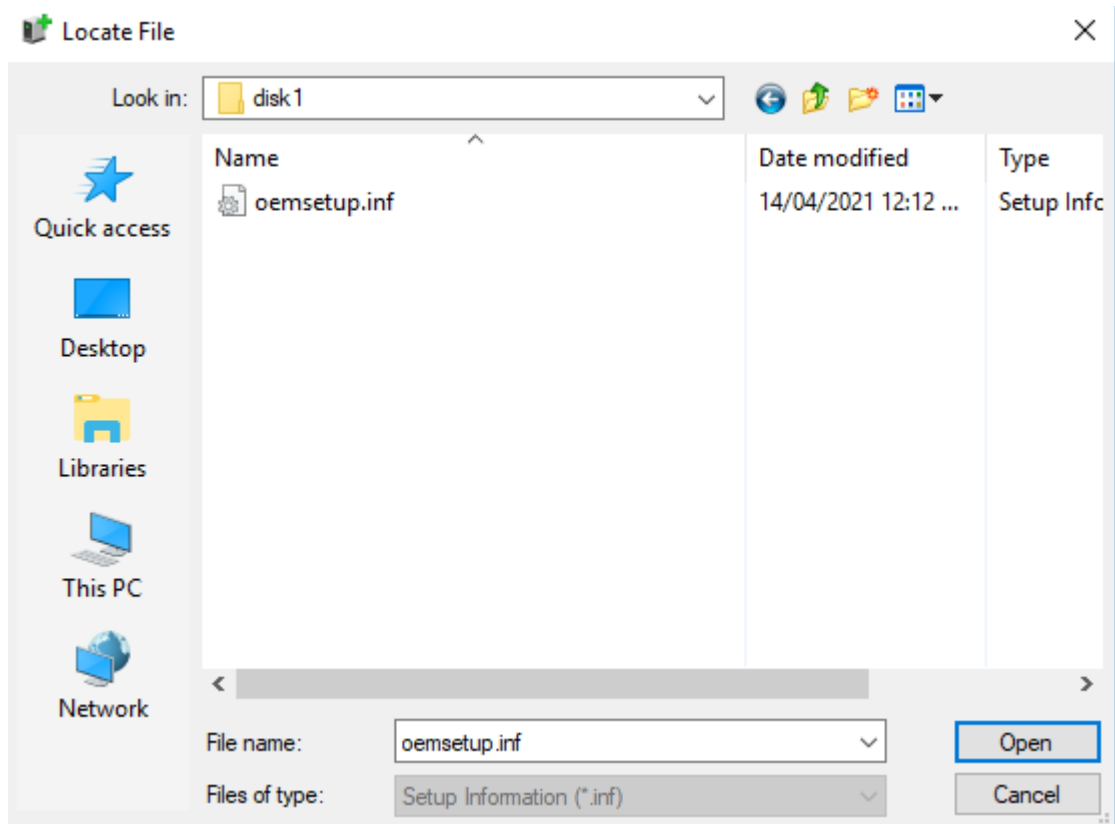 Locate File
Look in: disk1
Name Date modified Type
oemsetup.inf 14/04/2021 12:12 ... Setup Infc
Quick access
Desktop
Libraries
This PC
Network
File name: oemsetup.inf Open
Files of type: Setup Information (*.inf) Cancel